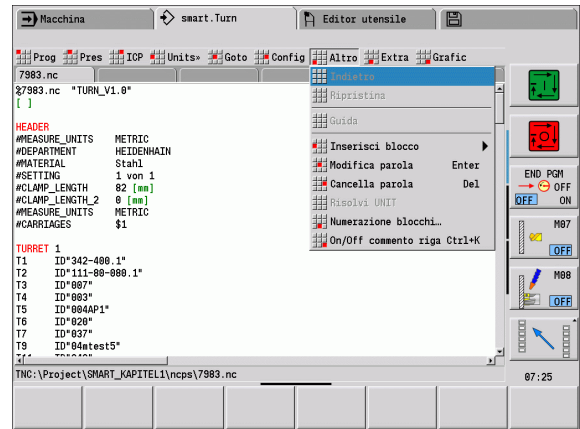 Macchina smart.Turn Editor utensile
Prog Pres ICP Units» Goto Config Altro Extra Grafic
7983.nc
%7983.nc "TURN_V1.0"
[ ]
HEADER
#MEASURE_UNITS METRIC
#DEPARTMENT HEIDENHAIN
#MATERIAL Stahl
#SETTING 1 von 1
#CLAMP_LENGTH 82 [mm]
#CLAMP_LENGTH_2 0 [mm]
#MEASURE_UNITS METRIC
#CARRIAGES $1
TURRET 1
T1 ID"342-400.1"
T2 ID"111-80-080.1"
T3 ID"007"
T4 ID"003"
T5 ID"004AP1"
T6 ID"020"
T7 ID"037"
T9 ID"04mtest5"
Indietro
Ripristina
Guida
Inserisci blocco
Modifica parola Enter
Cancella parola Del
Risolvi UNIT
Numerazione blocchi…
On/Off commento riga Ctrl+K
1
0
END PGM
OFF
OFF ON
M07
OFF
M08
OFF
TNC:\Project\SMART_KAPITEL1\ncps\7983.nc
07:25